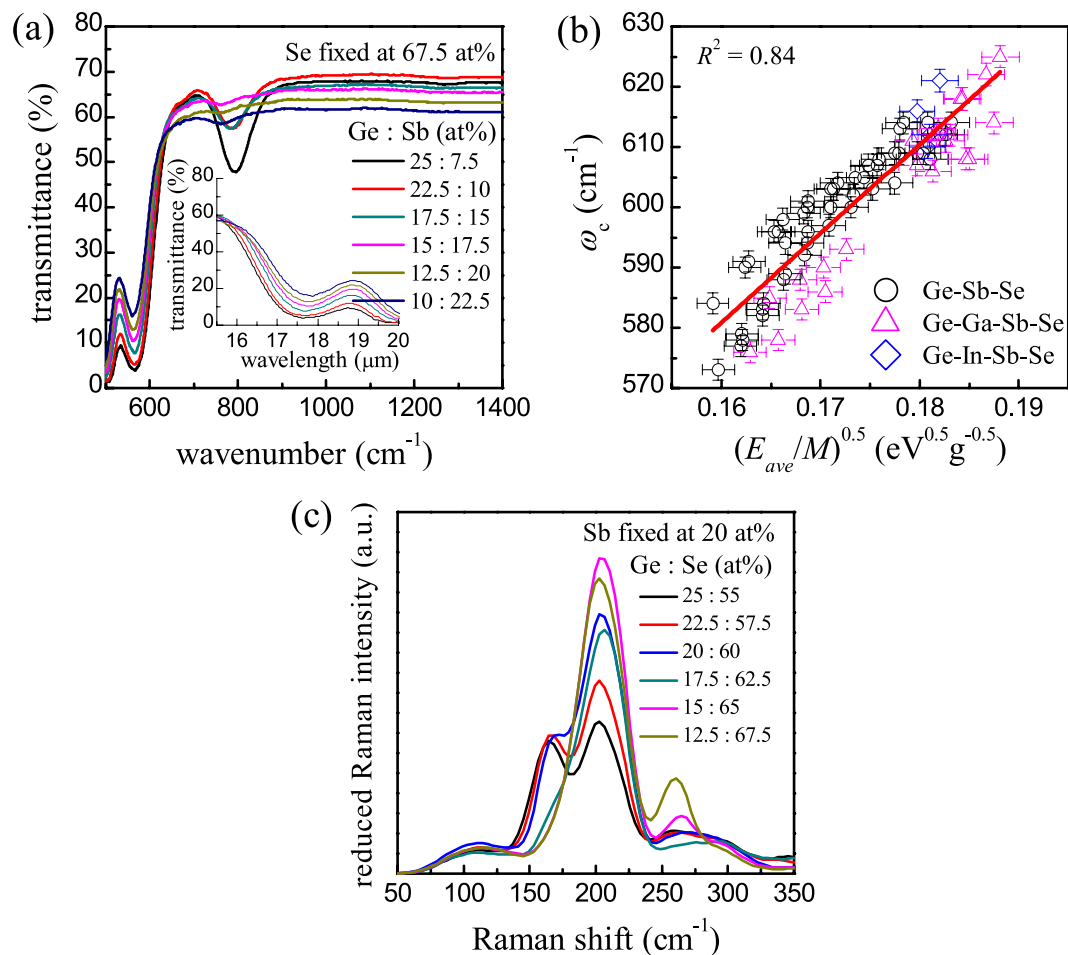 (a)
Se fixed at 67.5 at%
Ge : Sb (at%)
25 : 7.5
22.5 : 10
17.5 : 15
15 : 17.5
12.5 : 20
10 : 22.5
transmittance (%)
80
70
60
50
40
30
20
10
0
600 800 1000 1200 1400
wavenumber (cm⁻¹)
transmittance (%)
80
60
40
20
0
16 17 18 19 20
wavelength (μm)
(b)
R² = 0.84
ω_c (cm⁻¹)
630
620
610
600
590
580
570
0.16 0.17 0.18 0.19
(E_ave/M)^0.5 (eV^0.5 g^-0.5)
Ge-Sb-Se
Ge-Ga-Sb-Se
Ge-In-Sb-Se
(c)
Sb fixed at 20 at%
Ge : Se (at%)
25 : 55
22.5 : 57.5
20 : 60
17.5 : 62.5
15 : 65
12.5 : 67.5
reduced Raman intensity (a.u.)
50 100 150 200 250 300 350
Raman shift (cm⁻¹)